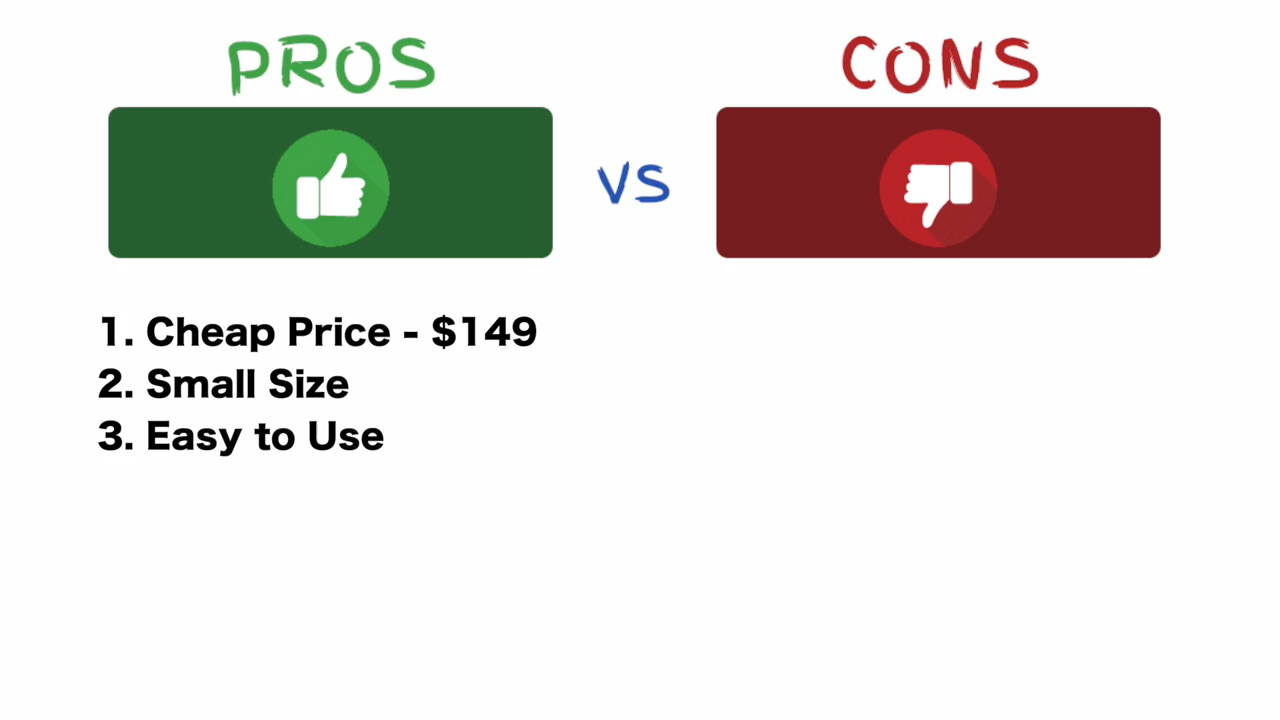 PROS
CONS
VS
1. Cheap Price - $149
2. Small Size
3. Easy to Use